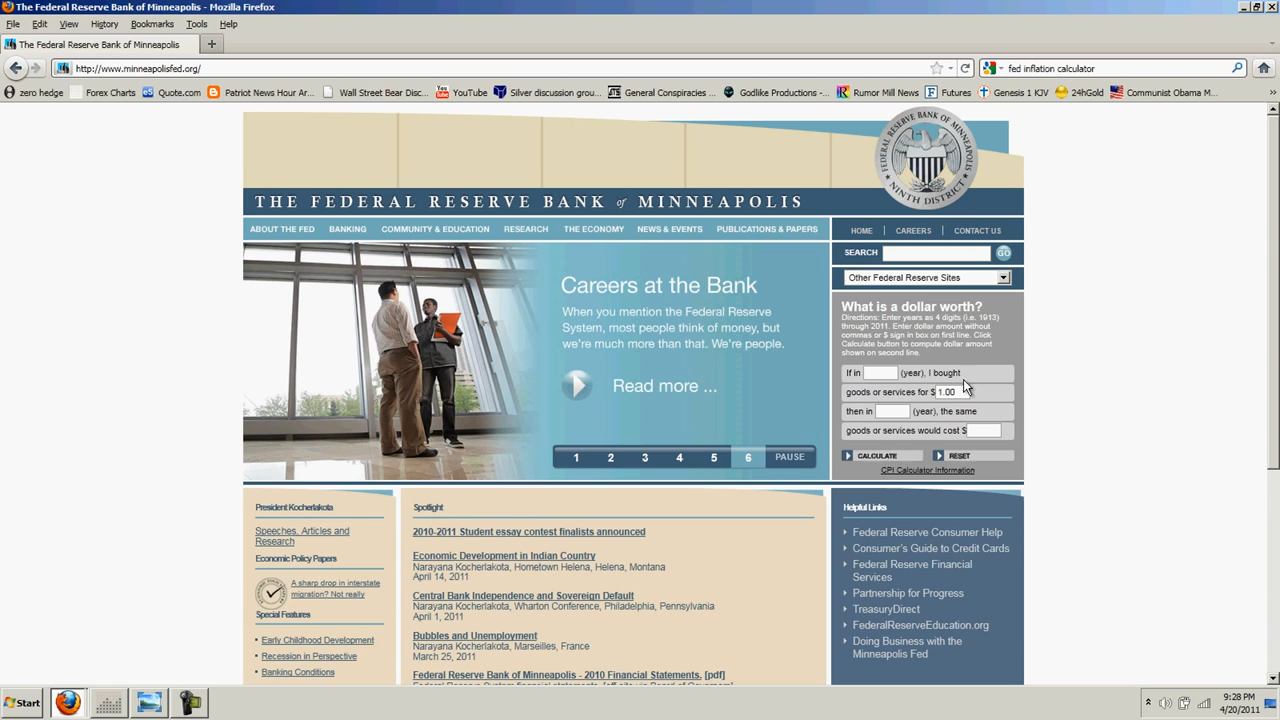 The Federal Reserve Bank of Minneapolis - Mozilla Firefox
File Edit View History Bookmarks Tools Help
The Federal Reserve Bank of Minneapolis
http://www.minneapolisfed.org/
fed inflation calculator
zero hedge
Forex Charts
Quote.com
Patriot News Hour Ar...
Wall Street Bear Disc...
YouTube
Silver discussion grou...
General Conspiracies ...
Godlike Productions -...
Rumor Mill News
Futures
Genesis 1 KJV
24hGold
Communist Obama M...
FEDERAL RESERVE BANK OF MINNEAPOLIS
NINTH DISTRICT
THE FEDERAL RESERVE BANK of MINNEAPOLIS
ABOUT THE FED BANKING COMMUNITY & EDUCATION RESEARCH THE ECONOMY NEWS & EVENTS PUBLICATIONS & PAPERS
HOME CAREERS CONTACT US
SEARCH GO
Other Federal Reserve Sites
Careers at the Bank
When you mention the Federal Reserve
System, most people think of money, but
we're much more than that. We're people.
Read more ...
1 2 3 4 5 6 PAUSE
What is a dollar worth?
Directions: Enter years as 4 digits (i.e. 1913)
through 2011. Enter dollar amount without
commas or $ sign in box on first line. Click
Calculate button to compute dollar amount
shown on second line.
If in (year), I bought
goods or services for $ 1.00
then in (year), the same
goods or services would cost $
CALCULATE RESET
CPI Calculator Information
President Kocherlakota
Speeches, Articles and
Research
Economic Policy Papers
A sharp drop in interstate
migration? Not really
Special Features
• Early Childhood Development
• Recession in Perspective
• Banking Conditions
Spotlight
2010-2011 Student essay contest finalists announced
Economic Development in Indian Country
Narayana Kocherlakota, Hometown Helena, Helena, Montana
April 14, 2011
Central Bank Independence and Sovereign Default
Narayana Kocherlakota, Wharton Conference, Philadelphia, Pennsylvania
April 1, 2011
Bubbles and Unemployment
Narayana Kocherlakota, Marseilles, France
March 25, 2011
Federal Reserve Bank of Minneapolis - 2010 Financial Statements. [pdf]
Helpful Links
Federal Reserve Consumer Help
Consumer's Guide to Credit Cards
Federal Reserve Financial
Services
Partnership for Progress
TreasuryDirect
FederalReserveEducation.org
Doing Business with the
Minneapolis Fed
Start
9:28 PM
4/20/2011